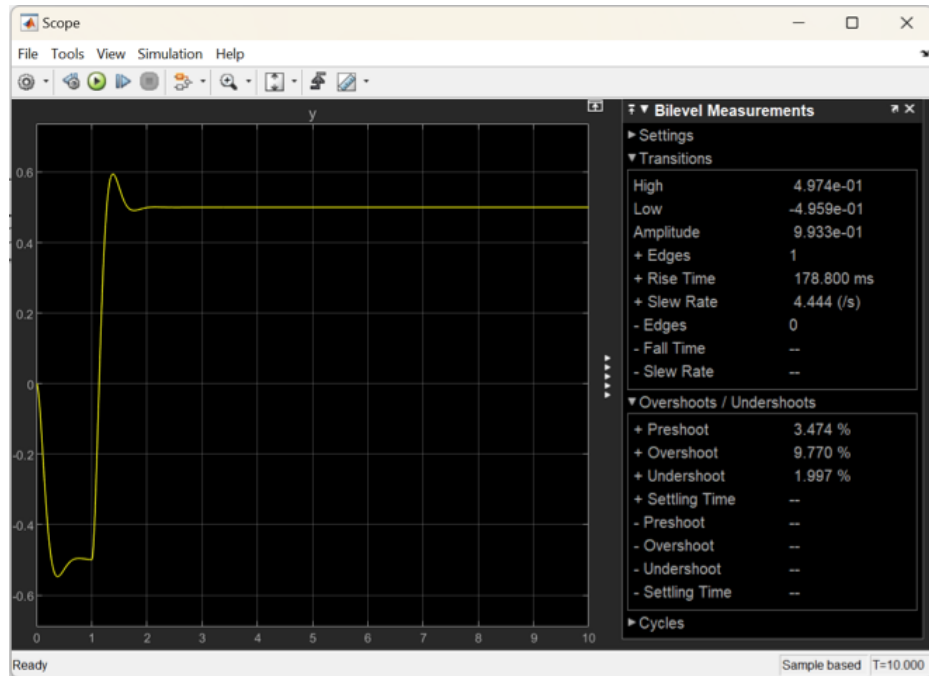 Scope
File Tools View Simulation Help
y
0.6
0.4
0.2
0
-0.2
-0.4
-0.6
0 1 2 3 4 5 6 7 8 9 10
Bilevel Measurements
Settings
Transitions
High 4.974e-01
Low -4.959e-01
Amplitude 9.933e-01
+ Edges 1
+ Rise Time 178.800 ms
+ Slew Rate 4.444 (/s)
- Edges 0
- Fall Time --
- Slew Rate --
Overshoots / Undershoots
+ Preshoot 3.474 %
+ Overshoot 9.770 %
+ Undershoot 1.997 %
+ Settling Time --
- Preshoot --
- Overshoot --
- Undershoot --
- Settling Time --
Cycles
Ready
Sample based T=10.000